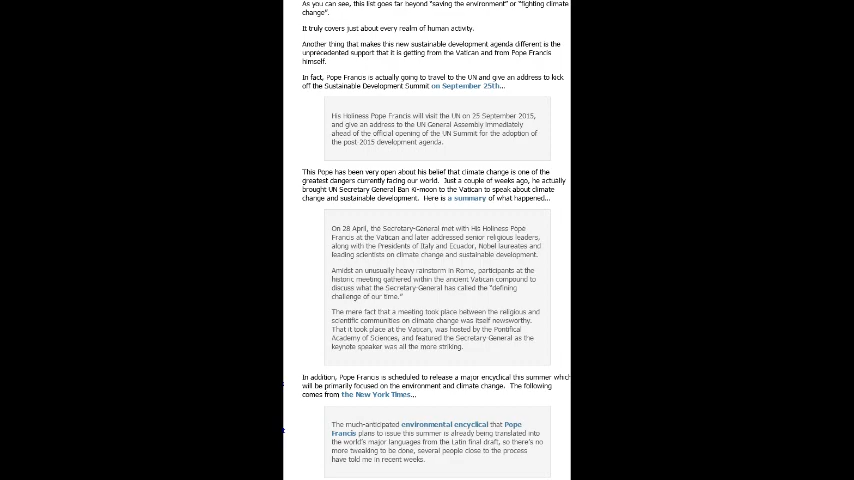 As you can see, this list goes far beyond "saving the environment" or "fighting climate
change".
It truly covers just about every realm of human activity.
Another thing that makes this new sustainable development agenda different is the
unprecedented support that it is getting from the Vatican and from Pope Francis
himself.
In fact, Pope Francis is actually going to travel to the UN and give an address to kick
off the Sustainable Development Summit on September 25th...
His Holiness Pope Francis will visit the UN on 25 September 2015,
and give an address to the UN General Assembly immediately
ahead of the official opening of the UN Summit for the adoption of
the post 2015 development agenda.
This Pope has been very open about his belief that climate change is one of the
greatest dangers currently facing our world.  Just a couple of weeks ago, he actually
brought UN Secretary General Ban Ki-moon to the Vatican to speak about climate
change and sustainable development.  Here is a summary of what happened...
On 28 April, the Secretary-General met with His Holiness Pope
Francis at the Vatican and later addressed senior religious leaders,
along with the Presidents of Italy and Ecuador, Nobel laureates and
leading scientists on climate change and sustainable development.
Amidst an unusually heavy rainstorm in Rome, participants at the
historic meeting gathered within the ancient Vatican compound to
discuss what the Secretary-General has called the "defining
challenge of our time."
The mere fact that a meeting took place between the religious and
scientific communities on climate change was itself newsworthy.
That it took place at the Vatican, was hosted by the Pontifical
Academy of Sciences, and featured the Secretary-General as the
keynote speaker was all the more striking.
In addition, Pope Francis is scheduled to release a major encyclical this summer which
will be primarily focused on the environment and climate change.  The following
comes from the New York Times...
The much-anticipated environmental encyclical that Pope
Francis plans to issue this summer is already being translated into
the world's major languages from the Latin final draft, so there's no
more tweaking to be done, several people close to the process
have told me in recent weeks.